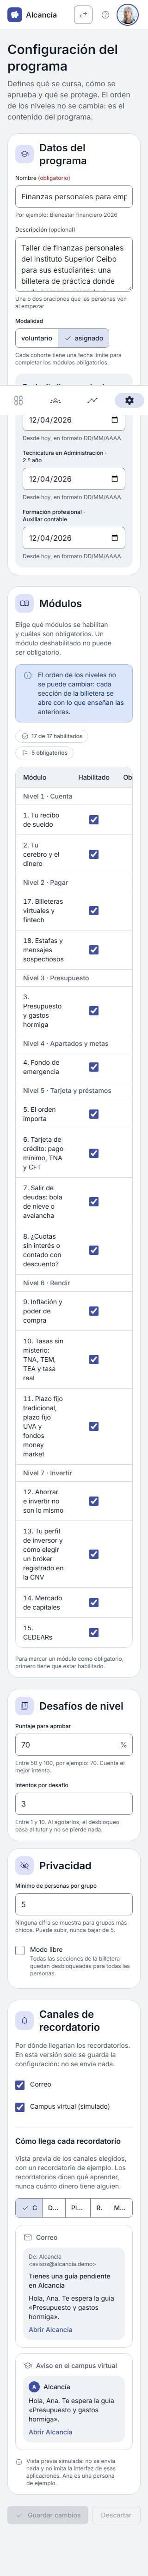 Alcancía
Configuración del
programa
Defines qué se cursa, cómo se
aprueba y qué se protege. El orden
de los niveles no se cambia: es el
contenido del programa.
Datos del
programa
Nombre (obligatorio)
Finanzas personales para emp
Por ejemplo: Bienestar financiero 2026
Descripción (opcional)
Taller de finanzas personales
del Instituto Superior Ceibo
para sus estudiantes: una
billetera de práctica donde
Una o dos oraciones que las personas ven
al empezar
Modalidad
voluntario
asignado
Cada cohorte tiene una fecha límite para
completar los módulos obligatorios.
12/04/2026
Desde hoy, en formato DD/MM/AAAA
Tecnicatura en Administración ·
2.º año
12/04/2026
Desde hoy, en formato DD/MM/AAAA
Formación profesional ·
Auxiliar contable
12/04/2026
Desde hoy, en formato DD/MM/AAAA
Módulos
Elige qué módulos se habilitan
y cuáles son obligatorios. Un
módulo deshabilitado no puede
ser obligatorio.
El orden de los niveles no
se puede cambiar: cada
sección de la billetera se
abre con lo que enseñan las
anteriores.
17 de 17 habilitados
5 obligatorios
Módulo Habilitado Ob
Nivel 1 · Cuenta
1. Tu recibo
de sueldo
2. Tu
cerebro y el
dinero
Nivel 2 · Pagar
17. Billeteras
virtuales y
fintech
18. Estafas y
mensajes
sospechosos
Nivel 3 · Presupuesto
3.
Presupuesto
y gastos
hormiga
Nivel 4 · Apartados y metas
4. Fondo de
emergencia
Nivel 5 · Tarjeta y préstamos
5. El orden
importa
6. Tarjeta de
crédito: pago
mínimo, TNA
y CFT
7. Salir de
deudas: bola
de nieve o
avalancha
8. ¿Cuotas
sin interés o
contado con
descuento?
Nivel 6 · Rendir
9. Inflación y
poder de
compra
10. Tasas sin
misterio:
TNA, TEM,
TEA y tasa
real
11. Plazo fijo
tradicional,
plazo fijo
UVA y
fondos
money
market
Nivel 7 · Invertir
12. Ahorrar
e invertir no
son lo mismo
13. Tu perfil
de inversor y
cómo elegir
un bróker
registrado en
la CNV
14. Mercado
de capitales
15.
CEDEARs
Para marcar un módulo como obligatorio,
primero tiene que estar habilitado.
Desafíos de nivel
Puntaje para aprobar
70 %
Entre 50 y 100, por ejemplo: 70. Cuenta el
mejor intento.
Intentos por desafío
3
Entre 1 y 10. Al agotarlos, el desbloqueo
pasa al tutor y no se pierde nada.
Privacidad
Mínimo de personas por grupo
5
Ninguna cifra se muestra para grupos más
chicos. Puede subir, nunca bajar de 5.
Modo libre
Todas las secciones de la billetera
quedan desbloqueadas para todas las
personas.
Canales de
recordatorio
Por dónde llegarían los recordatorios.
En esta versión solo se guarda la
configuración: no se envía nada.
Correo
Campus virtual (simulado)
Cómo llega cada recordatorio
Vista previa de los canales elegidos,
con un recordatorio de ejemplo. Los
recordatorios dicen qué aprender,
nunca cuánto dinero tiene alguien.
G
D…
Pl…
R.
M…
Correo
De: Alcancía
<avisos@alcancia.demo>
Tienes una guía pendiente
en Alcancía
Hola, Ana. Te espera la guía
«Presupuesto y gastos
hormiga».
Abrir Alcancía
Aviso en el campus virtual
A Alcancía
Hola, Ana. Te espera la guía
«Presupuesto y gastos
hormiga».
Abrir Alcancía
Vista previa simulada: no se envía
nada y no imita la interfaz de esas
aplicaciones. Ana es una persona
de ejemplo.
Guardar cambios
Descartar